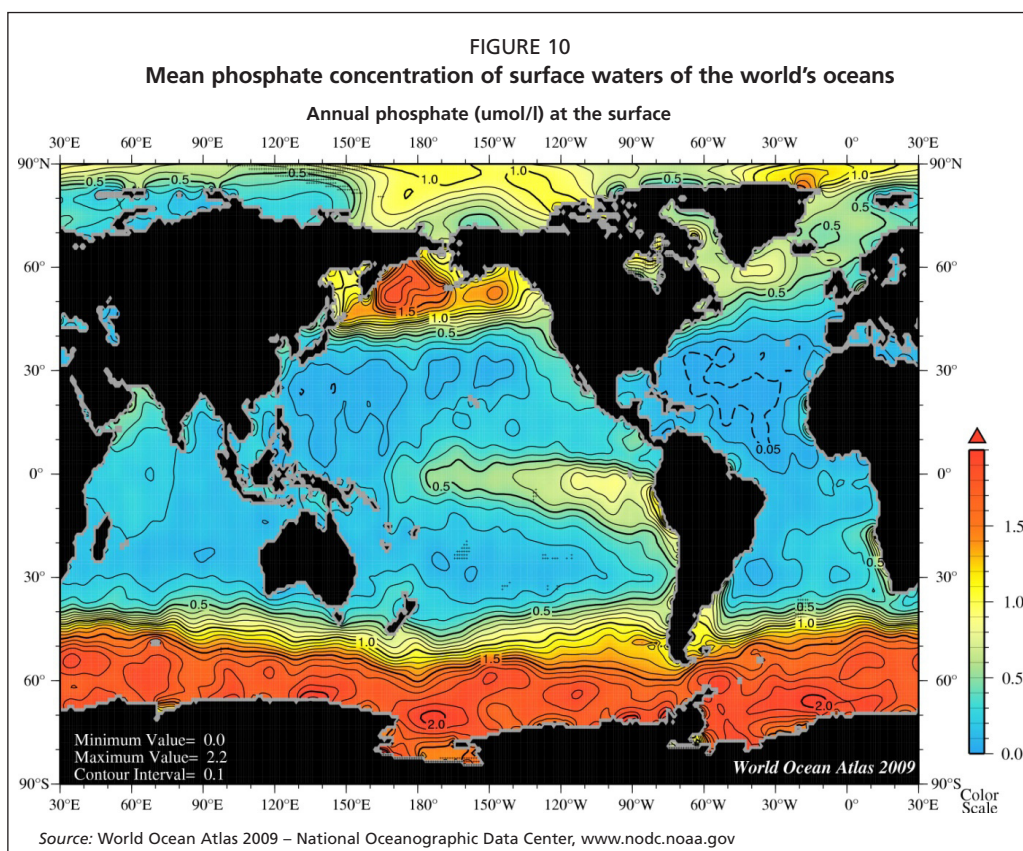 FIGURE 10
Mean phosphate concentration of surface waters of the world's oceans
Annual phosphate (umol/l) at the surface
30°E 60°E 90°E 120°E 150°E 180° 150°W 120°W 90°W 60°W 30°W 0° 30°E
90°N 90°N
0.5 0.5 1.0 1.0 0.5 0.5
0.5
0.5
60° 60°
0.5
1.5
1.0
0.5
30° 30°
0.05
0° 0°
0.5
0.5
1.5
30° 30°
0.5 0.5 0.5
1.0
1.0 1.0
1.5
0.5
60° 60°
2.0 2.0
0.0
Minimum Value= 0.0
Maximum Value= 2.2
Contour Interval= 0.1
World Ocean Atlas 2009
90°S 90°S
30°E 60°E 90°E 120°E 150°E 180° 150°W 120°W 90°W 60°W 30°W 0° 30°E
Color
Scale
Source: World Ocean Atlas 2009 – National Oceanographic Data Center, www.nodc.noaa.gov